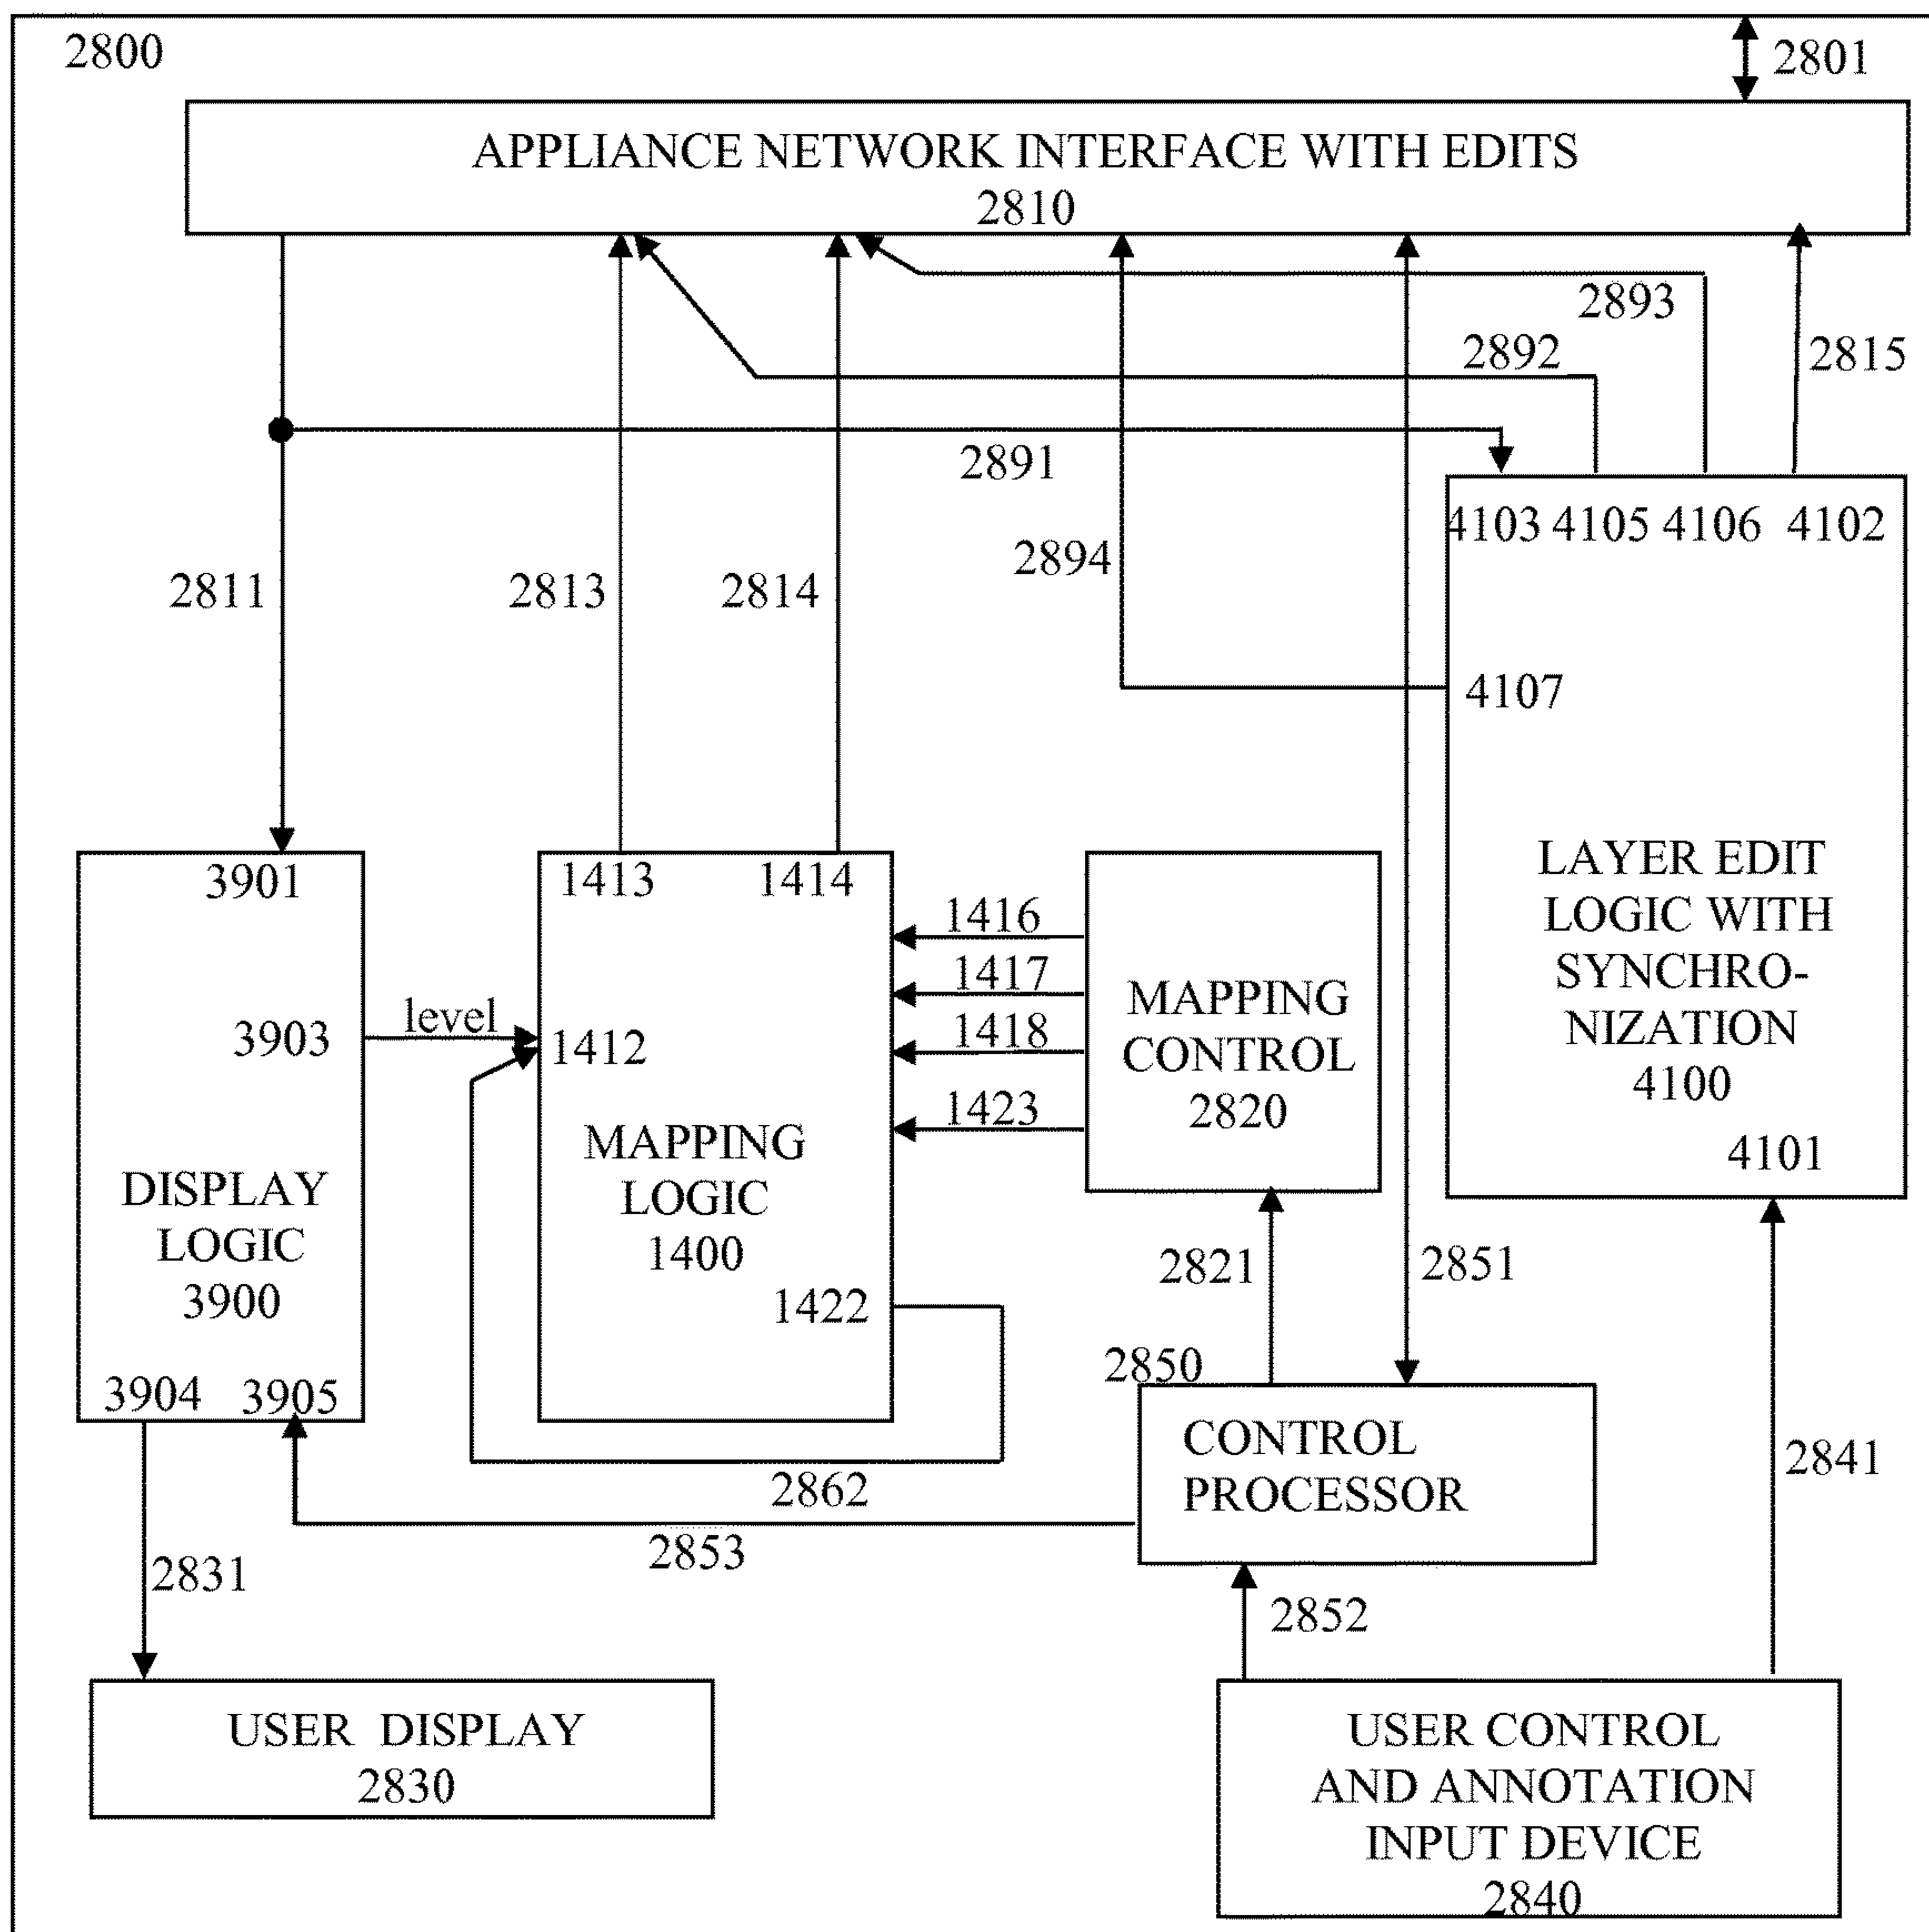 2800
2801
APPLIANCE NETWORK INTERFACE WITH EDITS
2810
2893
2892
2815
2891
2894
2811
2813
2814
4103 4105 4106 4102
4107
3901
1413
1414
1416
1417
1418
1423
level
3903
1412
MAPPING
CONTROL
2820
LAYER EDIT
LOGIC WITH
SYNCHRO-
NIZATION
4100
4101
DISPLAY
LOGIC
3900
MAPPING
LOGIC
1400
1422
2821
2851
2850
3904
3905
CONTROL
PROCESSOR
2841
2862
2853
2831
2852
USER DISPLAY
2830
USER CONTROL
AND ANNOTATION
INPUT DEVICE
2840